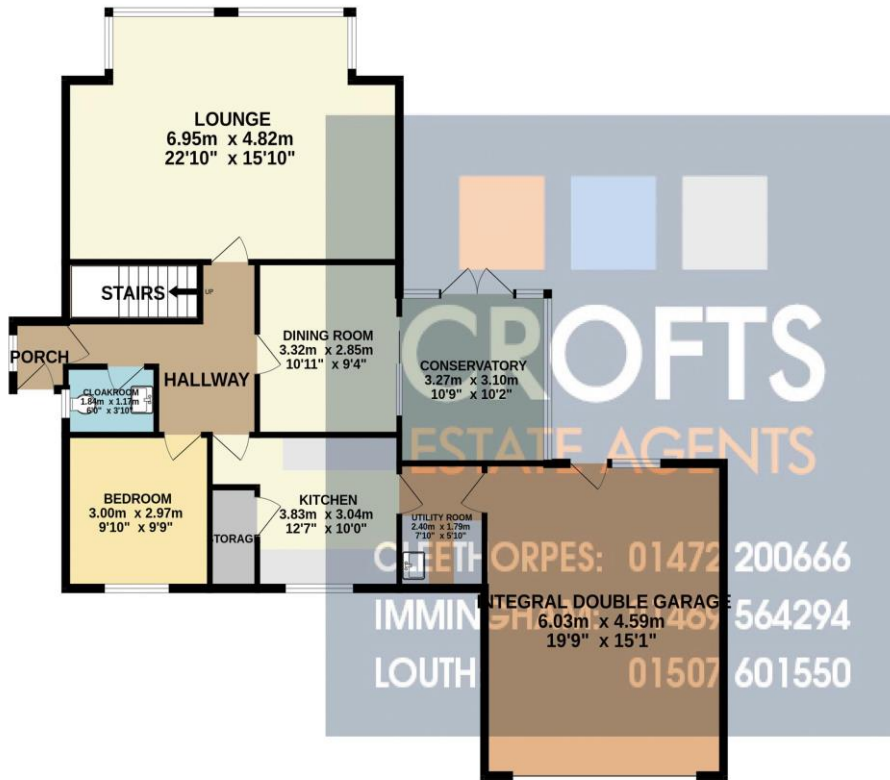 LOUNGE
6.95m x 4.82m
22'10" x 15'10"
STAIRS
UP
PORCH
HALLWAY
CLOAKROOM
1.84m x 1.17m
6'0" x 3'10"
DINING ROOM
3.32m x 2.85m
10'11" x 9'4"
CONSERVATORY
3.27m x 3.10m
10'9" x 10'2"
BEDROOM
3.00m x 2.97m
9'10" x 9'9"
STORAGE
KITCHEN
3.83m x 3.04m
12'7" x 10'0"
UTILITY ROOM
2.40m x 1.79m
7'10" x 5'10"
INTEGRAL DOUBLE GARAGE
6.03m x 4.59m
19'9" x 15'1"
CROFTS
ESTATE AGENTS
CLEETHORPES: 01472 200666
IMMINGHAM: 01469 564294
LOUTH 01507 601550